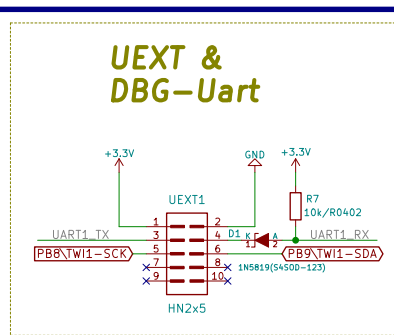 UEXT &
DBG-Uart
+3.3V
GND
+3.3V
UEXT1
R7
10k/R0402
1 2
UART1_TX 3 4 D1 K A UART1_RX
1 2
PB8\TWI1-SCK 5 6 PB9\TWI1-SDA
7 8 1N5819(S4SOD-123)
9 10
HN2x5